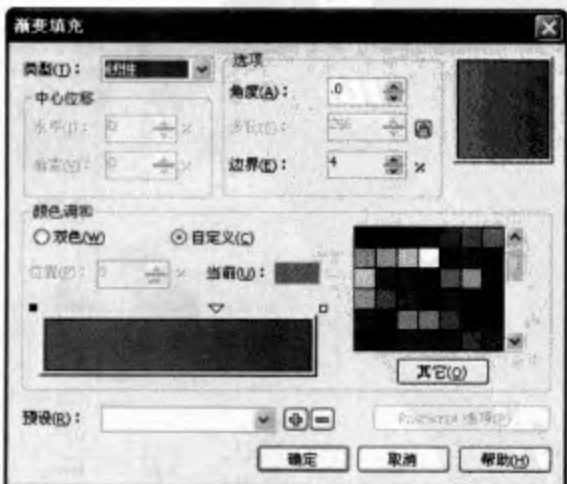 渐变填充
类型(T)： 线性
选项
角度(A)： .0
步长(S)： 256
边界(E)： 4 %
中心位移
水平(I)： 0 %
垂直(V)： 0 %
颜色调和
双色(W) 自定义(C)
位置(P)： 0 % 当前(U)：
其它(O)
预设(R)：
PostScript 选项(P)
确定 取消 帮助(H)